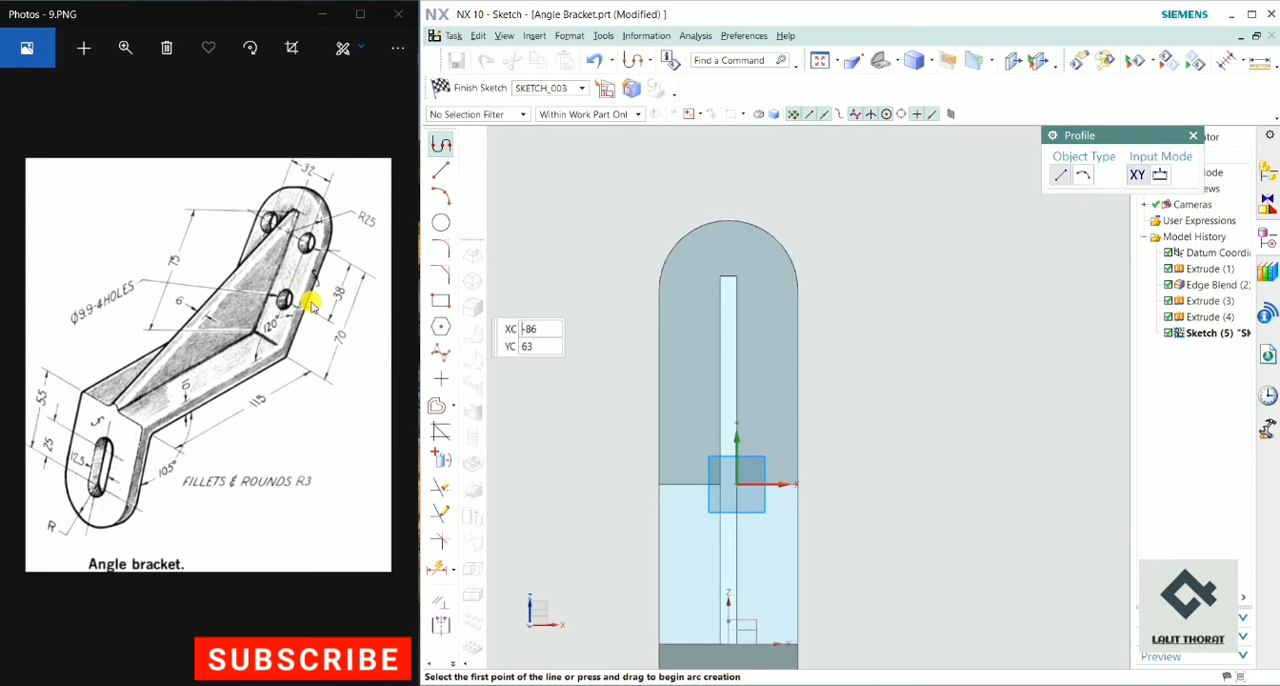 Photos - 9.PNG
NX
NX 10 - Sketch - [Angle Bracket.prt (Modified) ]
SIEMENS
Task
Edit
View
Insert
Format
Tools
Information
Analysis
Preferences
Help
Find a Command
Finish Sketch
SKETCH_003
No Selection Filter
Within Work Part Onl
Profile
Object Type
Input Mode
XY
Cameras
User Expressions
Model History
Datum Coordi
Extrude (1)
Edge Blend (2)
Extrude (3)
Extrude (4)
Sketch (5) "SK
XC -86
YC 63
32
R25
75
38
Ø9.9-4HOLES
6
120°
70
10
115
55
25
12.5
5
105°
R
FILLETS & ROUNDS R3
Angle bracket.
Y
X
Z
X
Z
X
LALIT THORAT
Preview
SUBSCRIBE
Select the first point of the line or press and drag to begin arc creation